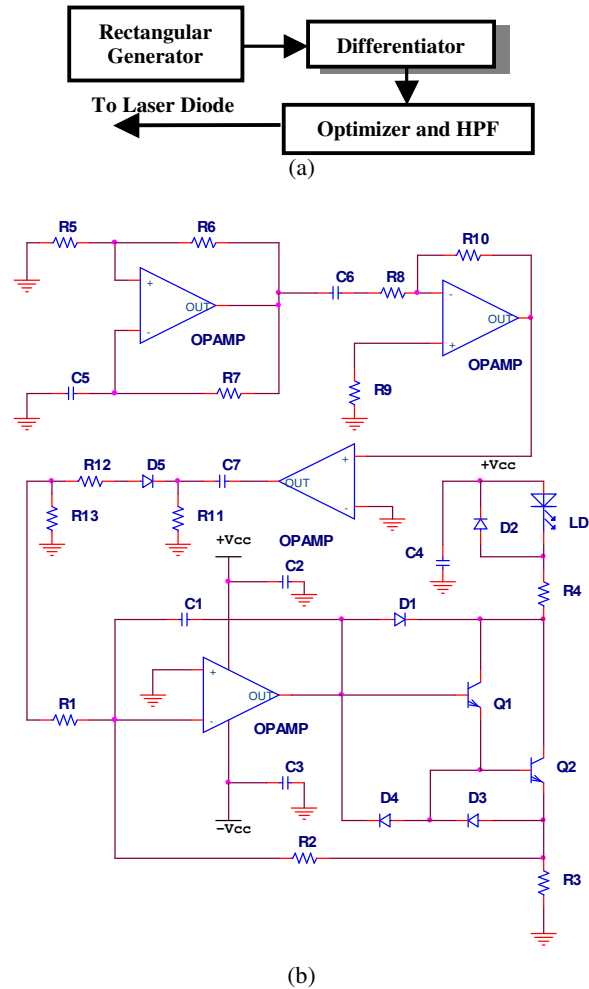 Rectangular
Generator
Differentiator
To Laser Diode
Optimizer and HPF
(a)
R5
R6
R10
C6
R8
+
-
OUT
OPAMP
-
+
OUT
OPAMP
C5
R7
R9
R12
D5
C7
OUT
+
-
+Vcc
R13
R11
D2
LD
OPAMP
+Vcc
C4
C2
R4
C1
D1
+
-
OUT
OPAMP
R1
Q1
C3
Q2
D4
D3
-Vcc
R2
R3
(b)